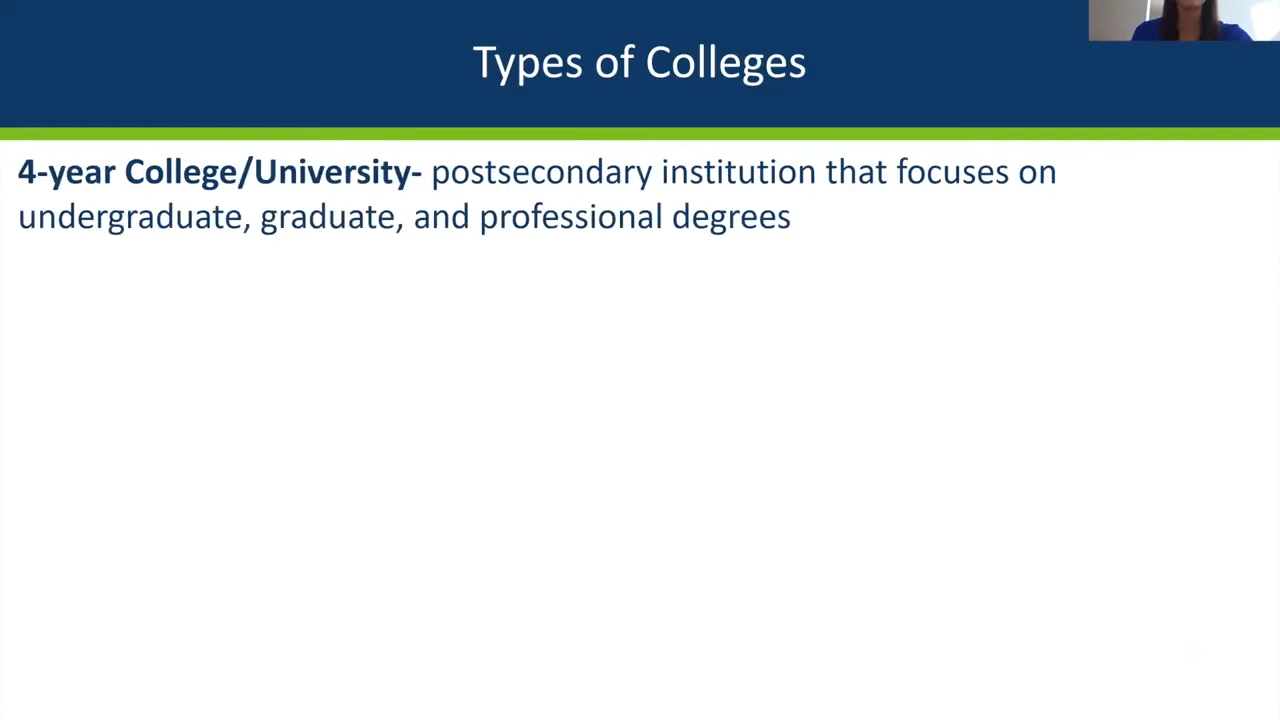 Types of Colleges
4-year College/University- postsecondary institution that focuses on
undergraduate, graduate, and professional degrees